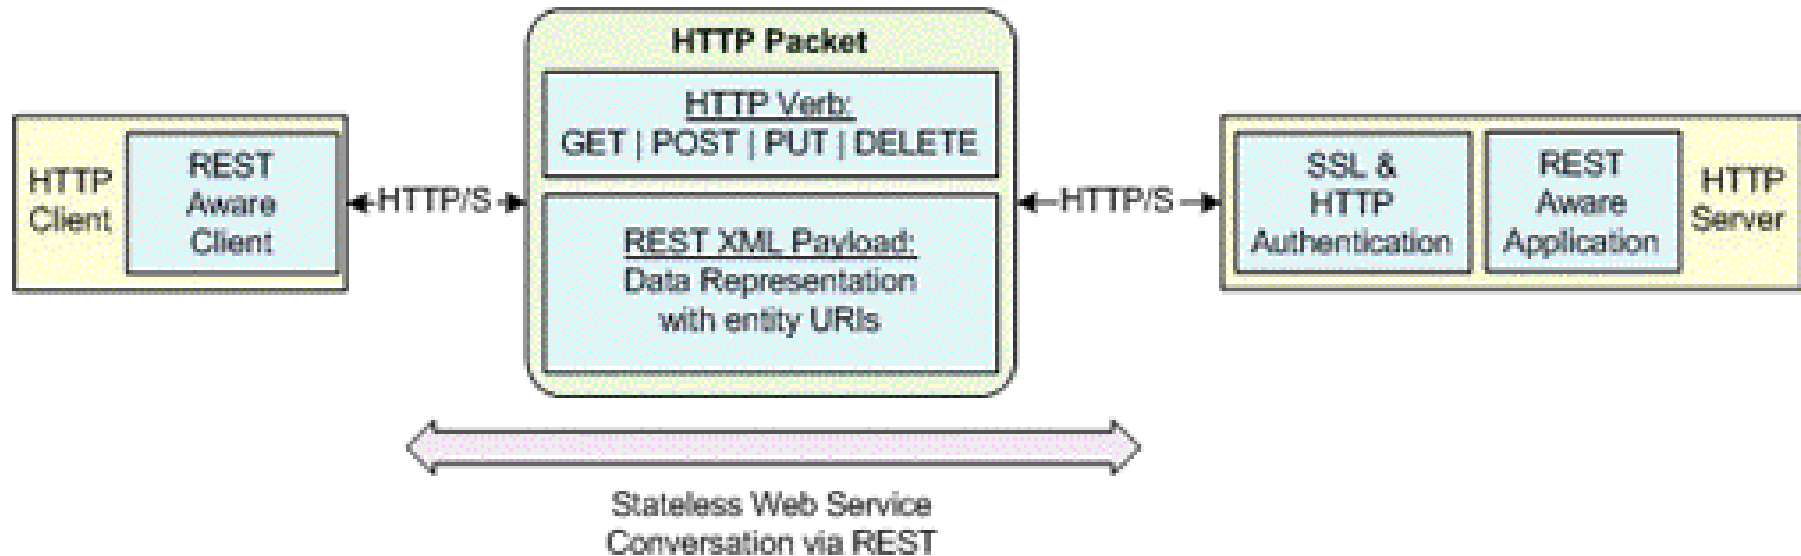 HTTP Packet
HTTP Verb:
GET | POST | PUT | DELETE
REST XML Payload:
Data Representation
with entity URIs
HTTP
Client
REST
Aware
Client
HTTP/S
HTTP/S
SSL &
HTTP
Authentication
REST
Aware
Application
HTTP
Server
Stateless Web Service
Conversation via REST